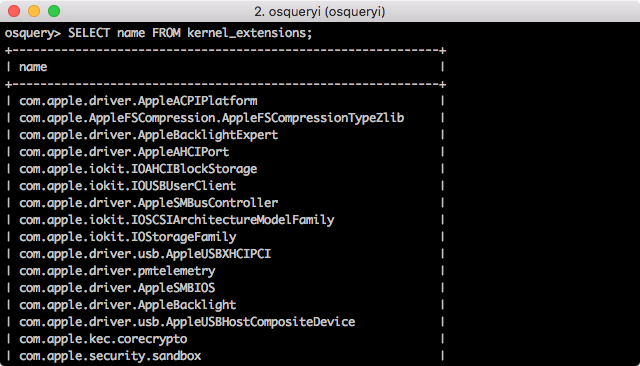 2. osqueryi (osqueryi)
osquery> SELECT name FROM kernel_extensions;
+-------------------------------------------------------------+
| name                                                        |
+-------------------------------------------------------------+
| com.apple.driver.AppleACPIPlatform                          |
| com.apple.AppleFSCompression.AppleFSCompressionTypeZlib     |
| com.apple.driver.AppleBacklightExpert                       |
| com.apple.driver.AppleAHCIPort                              |
| com.apple.iokit.IOAHCIBlockStorage                          |
| com.apple.iokit.IOUSBUserClient                             |
| com.apple.driver.AppleSMBusController                       |
| com.apple.iokit.IOSCSIArchitectureModelFamily               |
| com.apple.iokit.IOStorageFamily                             |
| com.apple.driver.usb.AppleUSBXHCIPCI                        |
| com.apple.driver.pmtelemetry                                |
| com.apple.driver.AppleSMBIOS                                |
| com.apple.driver.AppleBacklight                             |
| com.apple.driver.usb.AppleUSBHostCompositeDevice            |
| com.apple.kec.corecrypto                                    |
| com.apple.security.sandbox                                  |